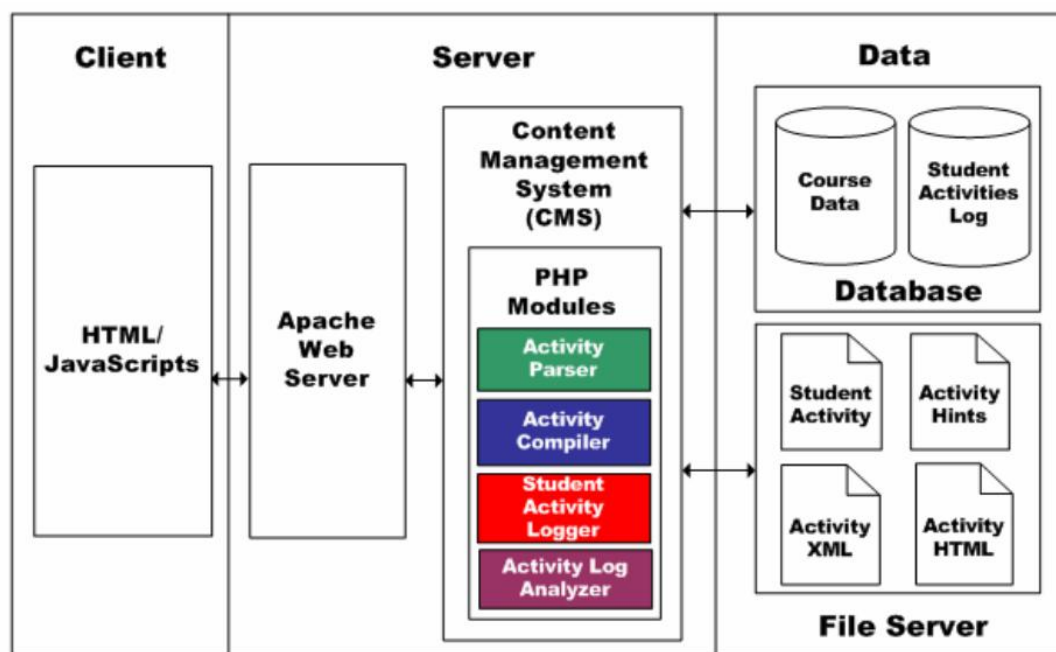 Client
Server
Data
HTML/
JavaScripts
Apache
Web
Server
Content
Management
System
(CMS)
PHP
Modules
Activity
Parser
Activity
Compiler
Student
Activity
Logger
Activity Log
Analyzer
Course
Data
Student
Activities
Log
Database
Student
Activity
Activity
Hints
Activity
XML
Activity
HTML
File Server